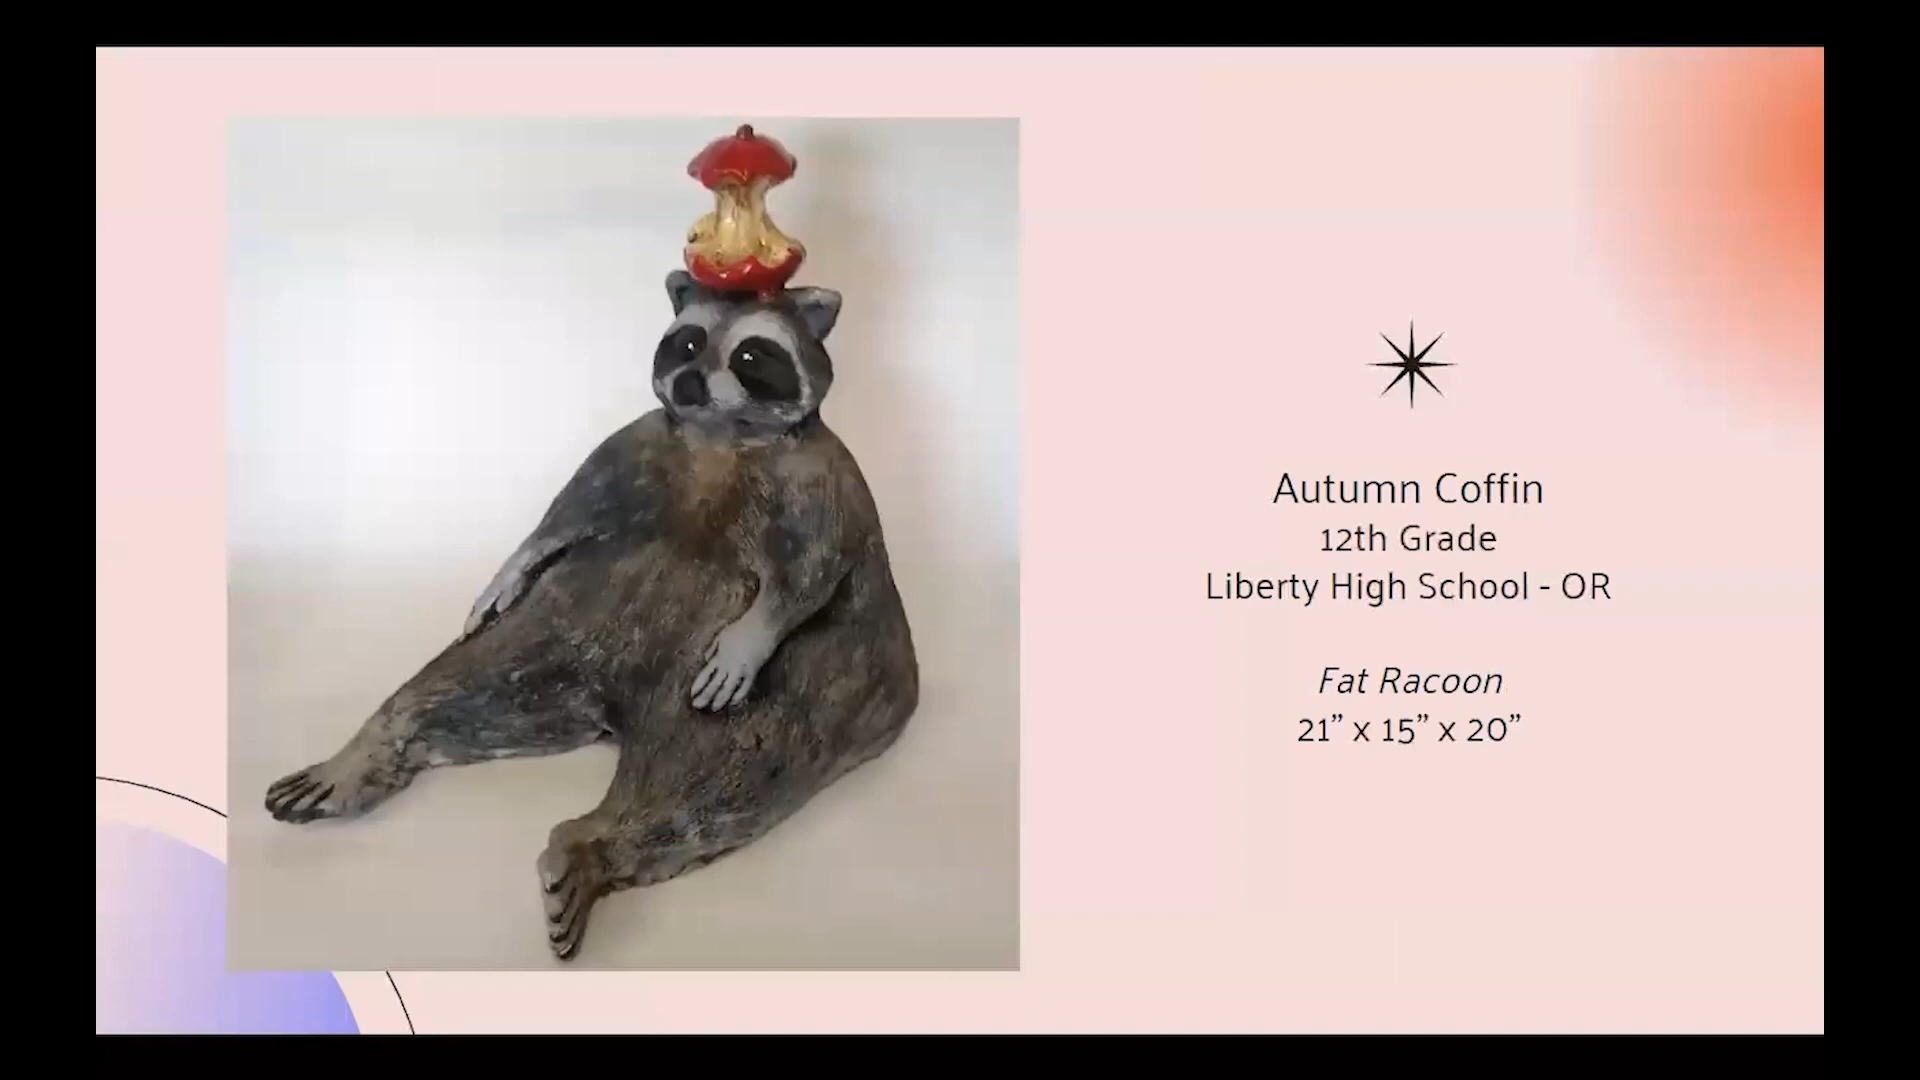 Autumn Coffin
12th Grade
Liberty High School - OR
Fat Racoon
21” x 15” x 20”